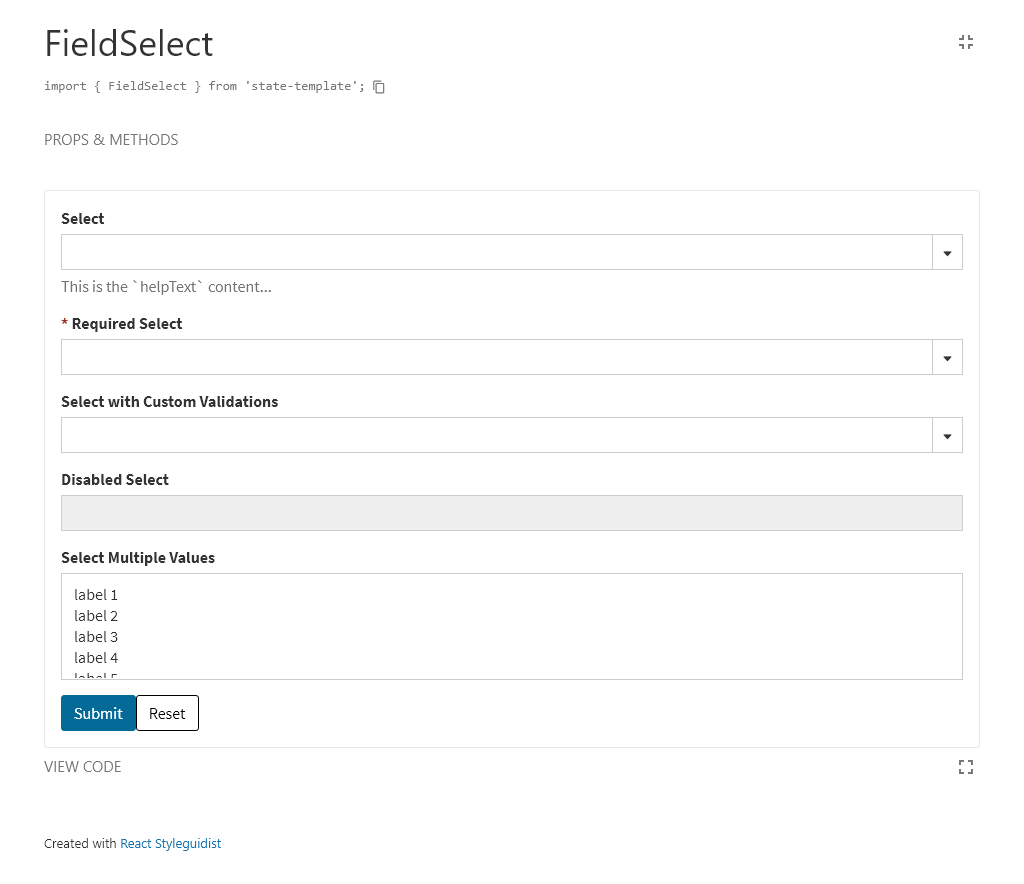 FieldSelect
import { FieldSelect } from 'state-template';
PROPS & METHODS
Select
This is the `helpText` content...
* Required Select
Select with Custom Validations
Disabled Select
Select Multiple Values
label 1
label 2
label 3
label 4
label 5
Submit Reset
VIEW CODE
Created with React Styleguidist